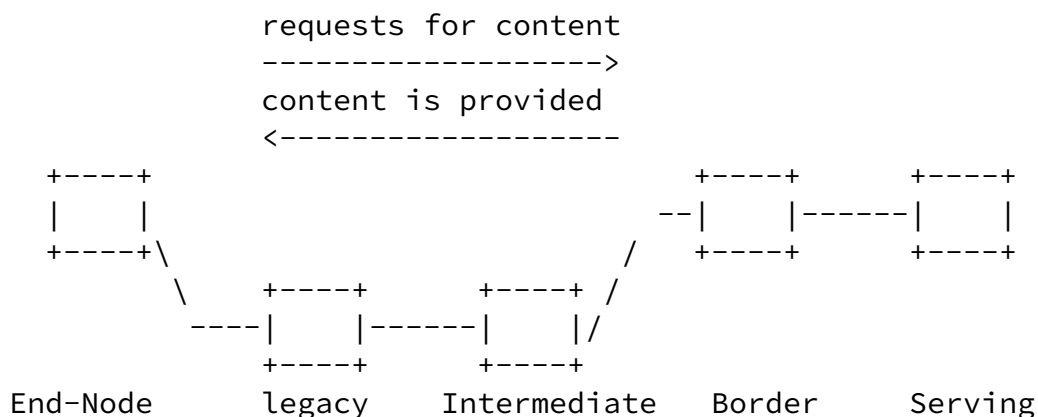 requests for content
-------------------->
content is provided
<--------------------
+----+ +----+ +----+
| | --| |------| |
+----+\ / +----+ +----+
\ +----+ +----+ /
----| |------| |/
+----+ +----+
End-Node legacy Intermediate Border Serving